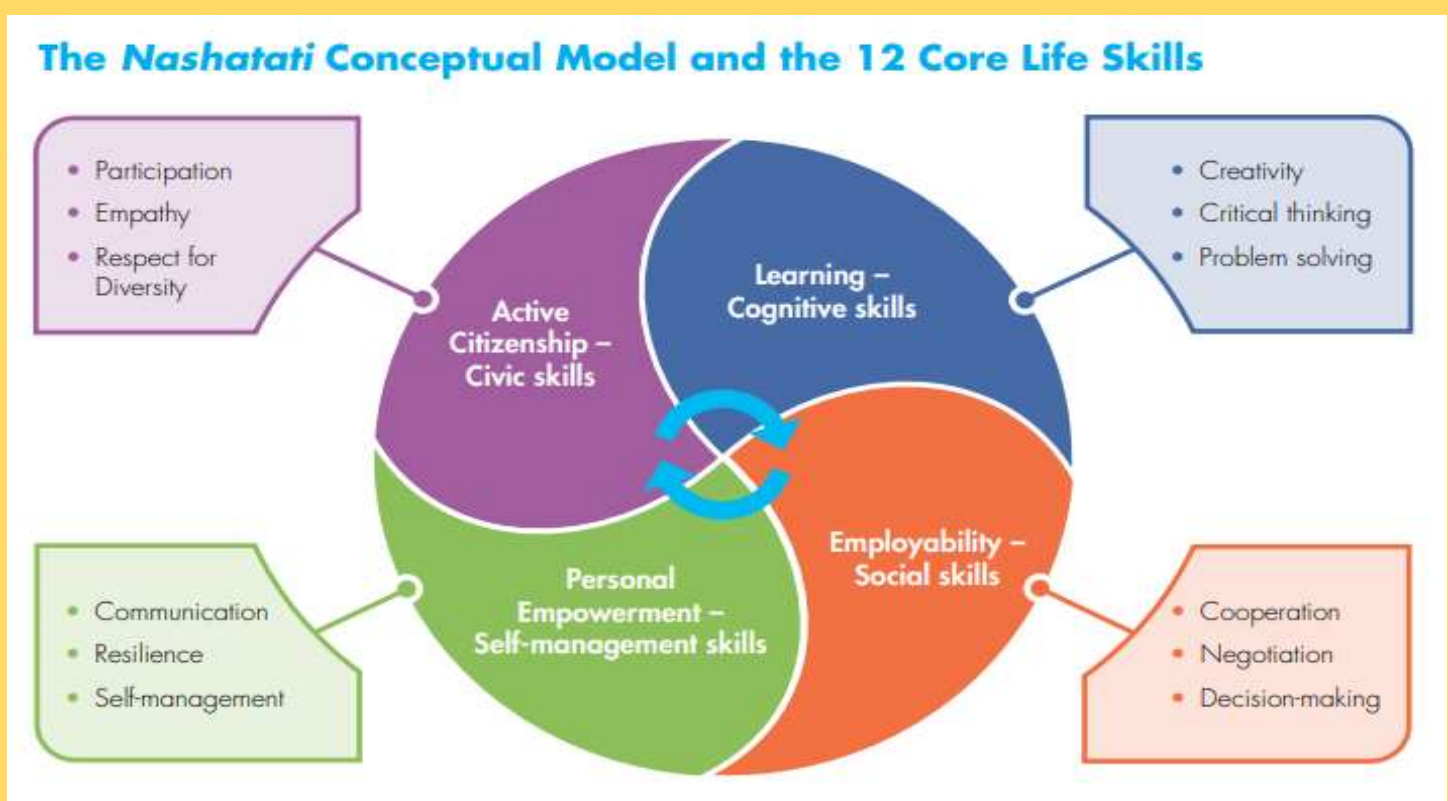 The Nashatati Conceptual Model and the 12 Core Life Skills
• Participation
• Empathy
• Respect for
Diversity
Active
Citizenship –
Civic skills
Learning –
Cognitive skills
• Creativity
• Critical thinking
• Problem solving
• Communication
• Resilience
• Self-management
Personal
Empowerment –
Self-management skills
Employability –
Social skills
• Cooperation
• Negotiation
• Decision-making